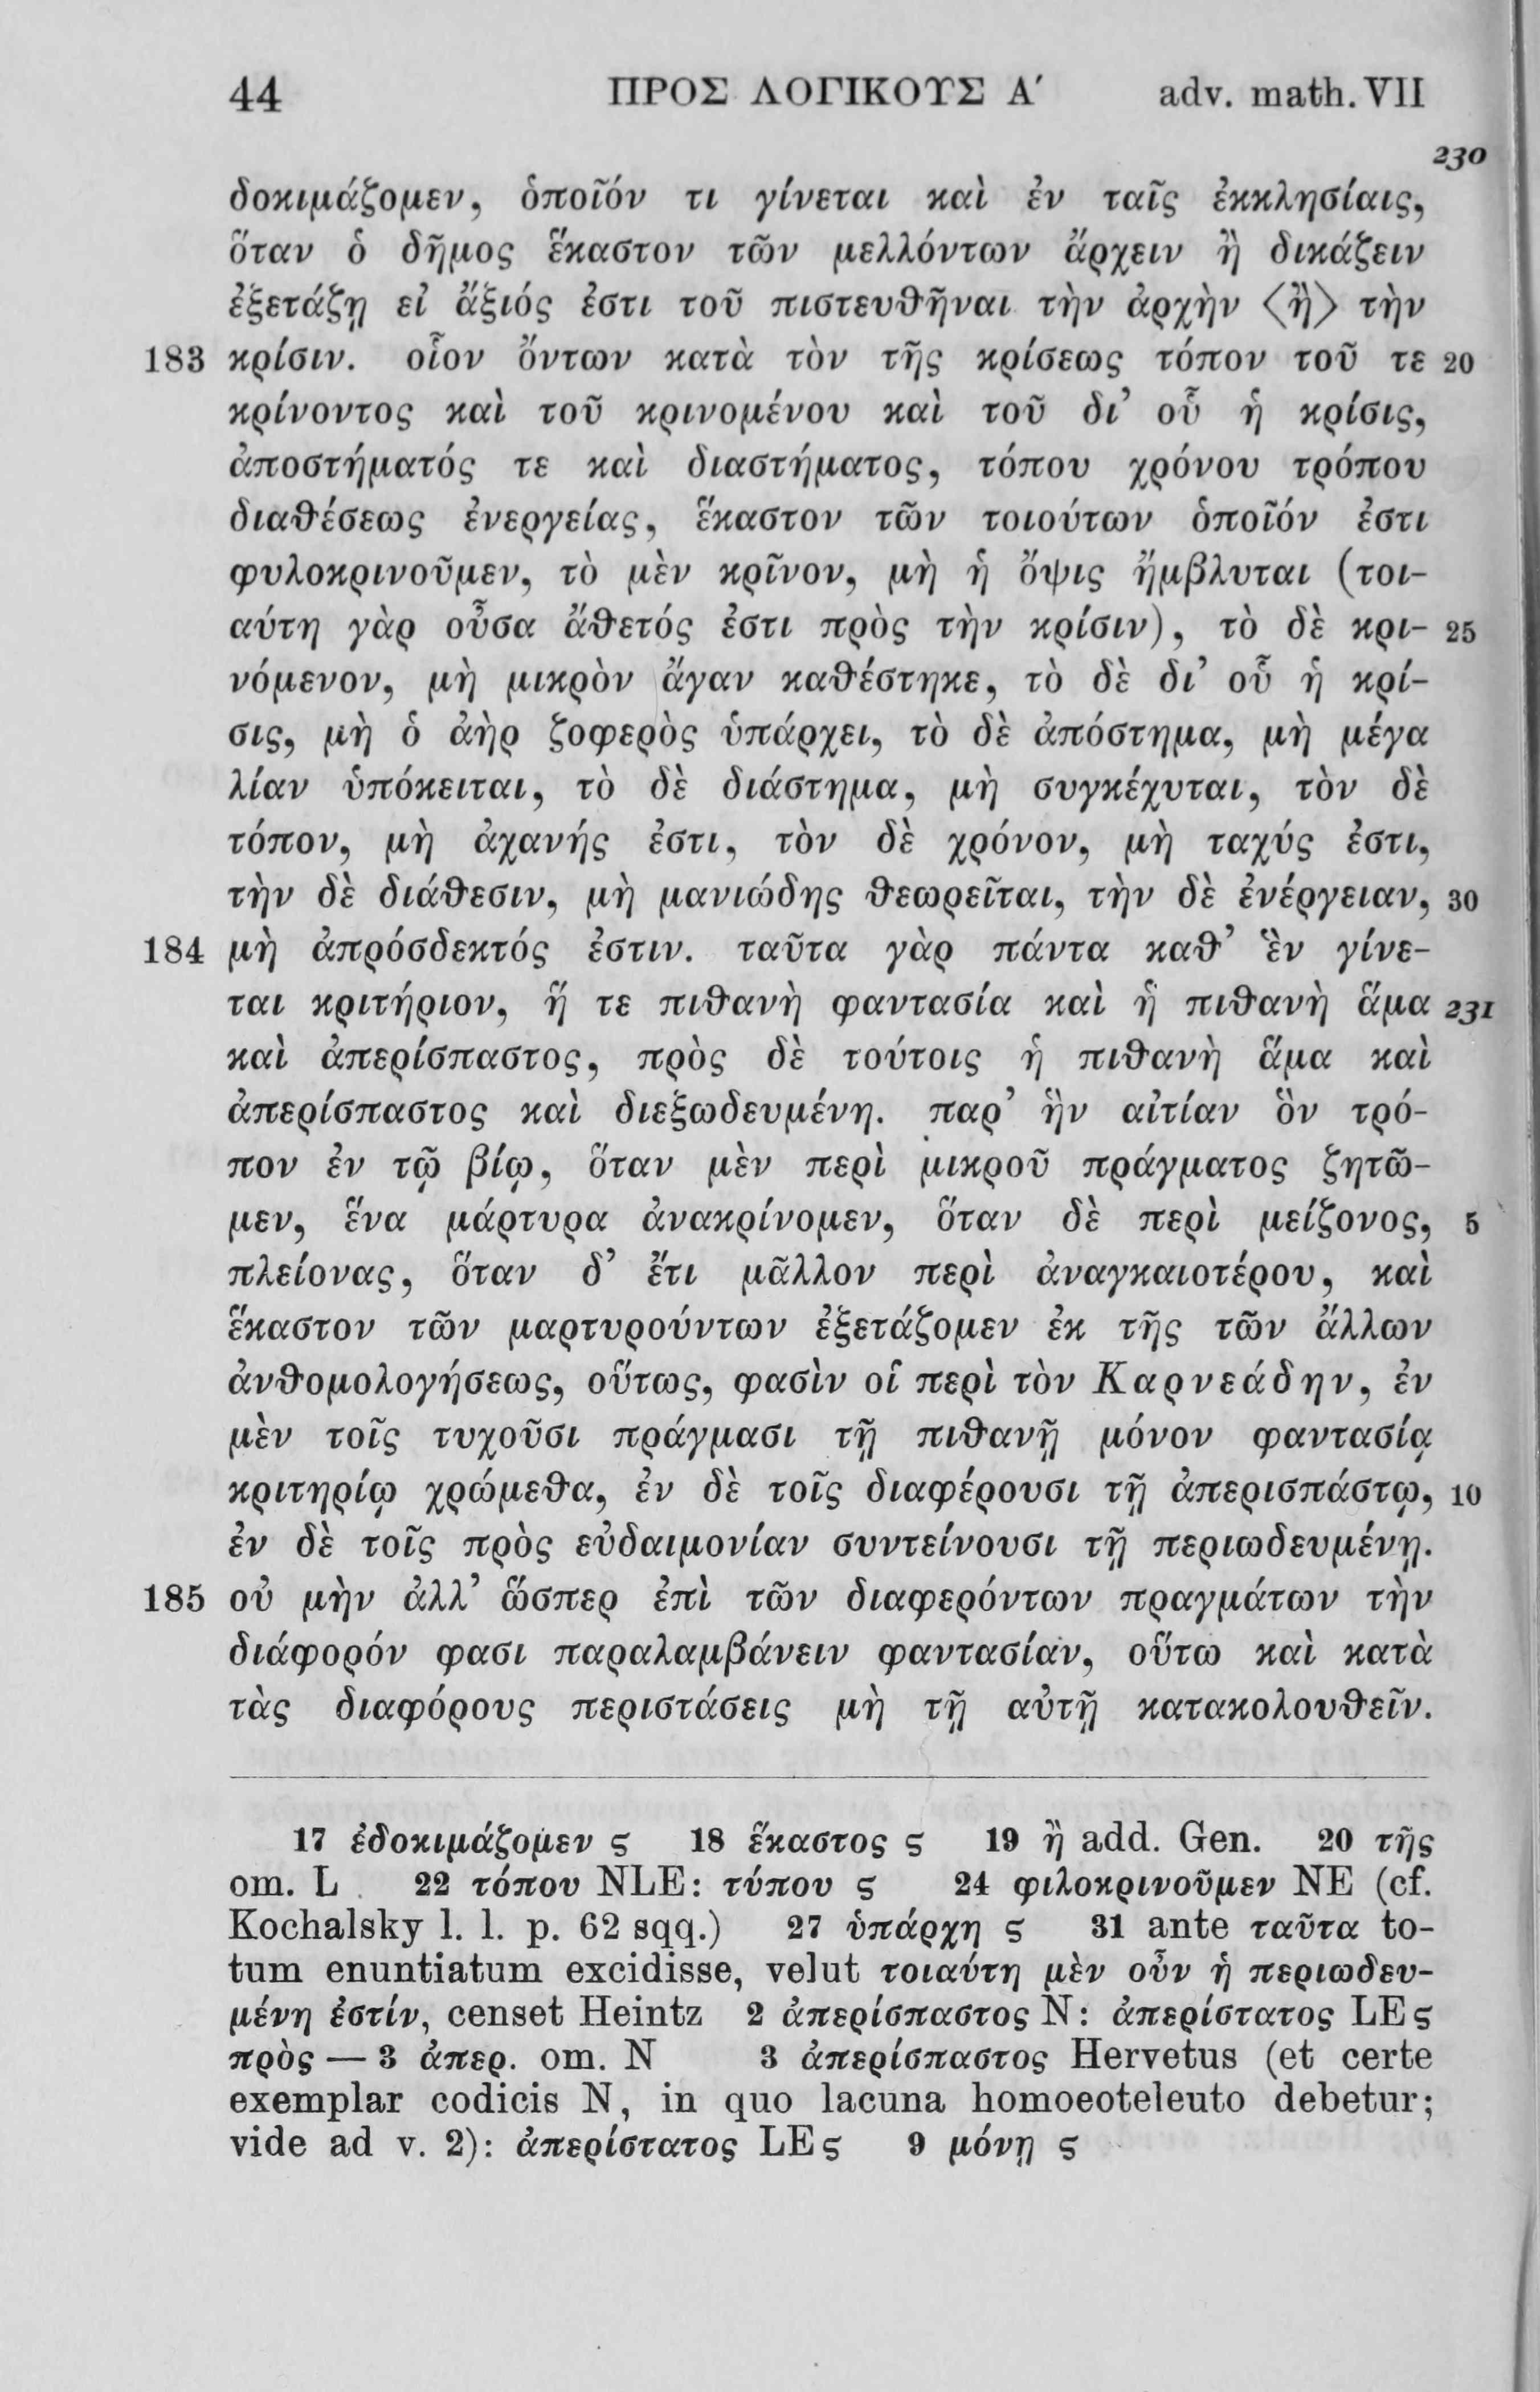 44 ΠΡΟΣ ΛΟΓΙΚΟΥΣ Α′ adv. math. VII
230
δοκιμάζομεν, ὁποῖόν τι γίνεται καὶ ἐν ταῖς ἐκκλησίαις,
ὅταν ὁ δῆμος ἕκαστον τῶν μελλόντων ἄρχειν ἢ δικάζειν
ἐξετάζῃ εἰ ἄξιός ἐστι τοῦ πιστευθῆναι τὴν ἀρχὴν 〈ἢ〉 τὴν
183 κρίσιν. οἷον ὄντων κατὰ τὸν τῆς κρίσεως τόπον τοῦ τε 20
κρίνοντος καὶ τοῦ κρινομένου καὶ τοῦ δι’ οὗ ἡ κρίσις,
ἀποστήματός τε καὶ διαστήματος, τόπου χρόνου τρόπου
διαθέσεως ἐνεργείας, ἕκαστον τῶν τοιούτων ὁποῖόν ἐστι
φυλοκρινοῦμεν, τὸ μὲν κρῖνον, μὴ ἡ ὄψις ἤμβλυται (τοι-
αύτη γὰρ οὖσα ἄθετός ἐστι πρὸς τὴν κρίσιν), τὸ δὲ κρι- 25
νόμενον, μὴ μικρὸν ἄγαν καθέστηκε, τὸ δὲ δι’ οὗ ἡ κρί-
σις, μὴ ὁ ἀὴρ ζοφερὸς ὑπάρχει, τὸ δὲ ἀπόστημα, μὴ μέγα
λίαν ὑπόκειται, τὸ δὲ διάστημα, μὴ συγκέχυται, τὸν δὲ
τόπον, μὴ ἀχανής ἐστι, τὸν δὲ χρόνον, μὴ ταχύς ἐστι,
τὴν δὲ διάθεσιν, μὴ μανιώδης θεωρεῖται, τὴν δὲ ἐνέργειαν, 30
184 μὴ ἀπρόσδεκτός ἐστιν. ταῦτα γὰρ πάντα καθ’ ἓν γίνε-
ται κριτήριον, ἥ τε πιθανὴ φαντασία καὶ ἡ πιθανὴ ἅμα 231
καὶ ἀπερίσπαστος, πρὸς δὲ τούτοις ἡ πιθανὴ ἅμα καὶ
ἀπερίσπαστος καὶ διεξωδευμένη. παρ’ ἣν αἰτίαν ὃν τρό-
πον ἐν τῷ βίῳ, ὅταν μὲν περὶ μικροῦ πράγματος ζητῶ-
μεν, ἕνα μάρτυρα ἀνακρίνομεν, ὅταν δὲ περὶ μείζονος, 5
πλείονας, ὅταν δ’ ἔτι μᾶλλον περὶ ἀναγκαιοτέρου, καὶ
ἕκαστον τῶν μαρτυρούντων ἐξετάζομεν ἐκ τῆς τῶν ἄλλων
ἀνθομολογήσεως, οὕτως, φασὶν οἱ περὶ τὸν Καρνεάδην, ἐν
μὲν τοῖς τυχοῦσι πράγμασι τῇ πιθανῇ μόνον φαντασίᾳ
κριτηρίῳ χρώμεθα, ἐν δὲ τοῖς διαφέρουσι τῇ ἀπερισπάστῳ, 10
ἐν δὲ τοῖς πρὸς εὐδαιμονίαν συντείνουσι τῇ περιωδευμένῃ.
185 οὐ μὴν ἀλλ’ ὥσπερ ἐπὶ τῶν διαφερόντων πραγμάτων τὴν
διάφορόν φασι παραλαμβάνειν φαντασίαν, οὕτω καὶ κατὰ
τὰς διαφόρους περιστάσεις μὴ τῇ αὐτῇ κατακολουθεῖν.
17 ἐδοκιμάζομεν ς 18 ἕκαστος ς 19 ἢ add. Gen. 20 τῆς
om. L 22 τόπου NLE: τύπου ς 24 φιλοκρινοῦμεν NE (cf.
Kochalsky l. l. p. 62 sqq.) 27 ὑπάρχῃ ς 31 ante ταῦτα to-
tum enuntiatum excidisse, velut τοιαύτη μὲν οὖν ἡ περιωδευ-
μένη ἐστίν, censet Heintz 2 ἀπερίσπαστος N: ἀπερίστατος LEς
πρὸς — 3 ἀπερ. om. N 3 ἀπερίσπαστος Hervetus (et certe
exemplar codicis N, in quo lacuna homoeoteleuto debetur;
vide ad v. 2): ἀπερίστατος LEς 9 μόνῃ ς